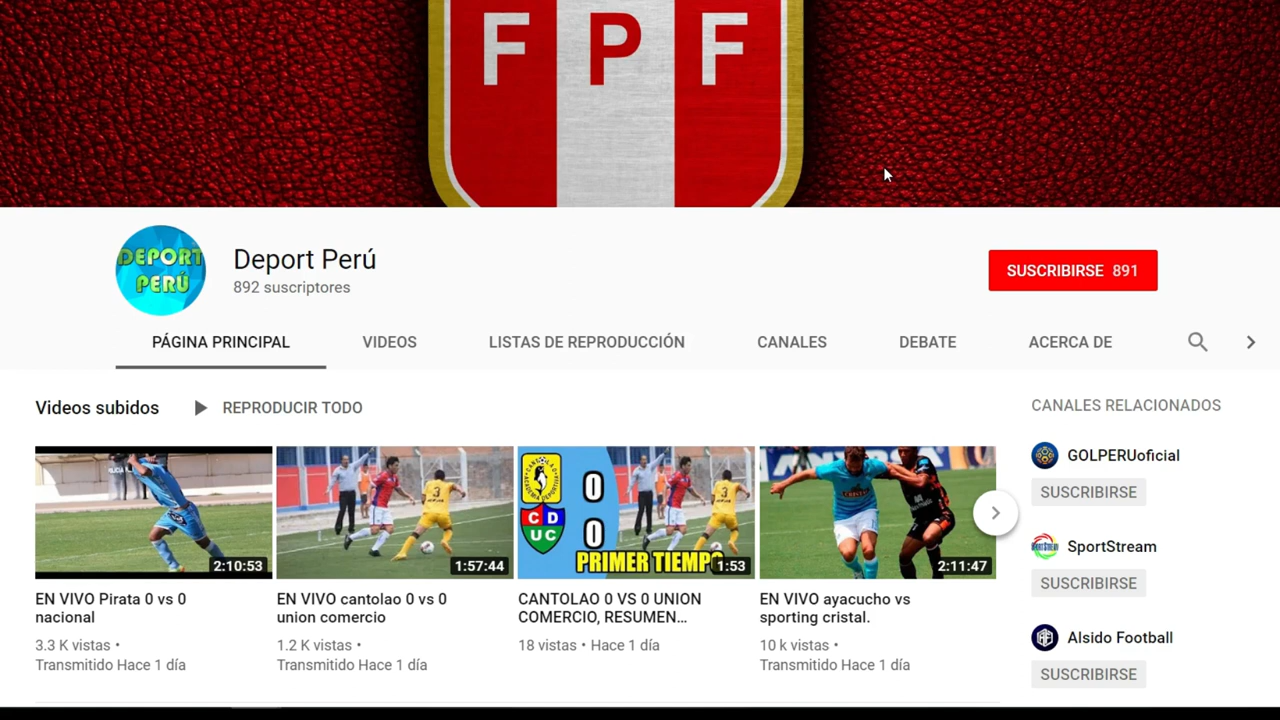 F P F
DEPORT
PERÚ
Deport Perú
892 suscriptores
SUSCRIBIRSE 891
PÁGINA PRINCIPAL
VIDEOS
LISTAS DE REPRODUCCIÓN
CANALES
DEBATE
ACERCA DE
Videos subidos
REPRODUCIR TODO
2:10:53
EN VIVO Pirata 0 vs 0
nacional
3.3 K vistas •
Transmitido Hace 1 día
3
1:57:44
EN VIVO cantolao 0 vs 0
union comercio
1.2 K vistas •
Transmitido Hace 1 día
0
C D
U C
0
3
PRIMER TIEMPO
1:53
CANTOLAO 0 VS 0 UNION
COMERCIO, RESUMEN...
18 vistas • Hace 1 día
2:11:47
EN VIVO ayacucho vs
sporting cristal.
10 k vistas •
Transmitido Hace 1 día
CANALES RELACIONADOS
GOLPERUoficial
SUSCRIBIRSE
SportStream
SUSCRIBIRSE
Alsido Football
SUSCRIBIRSE